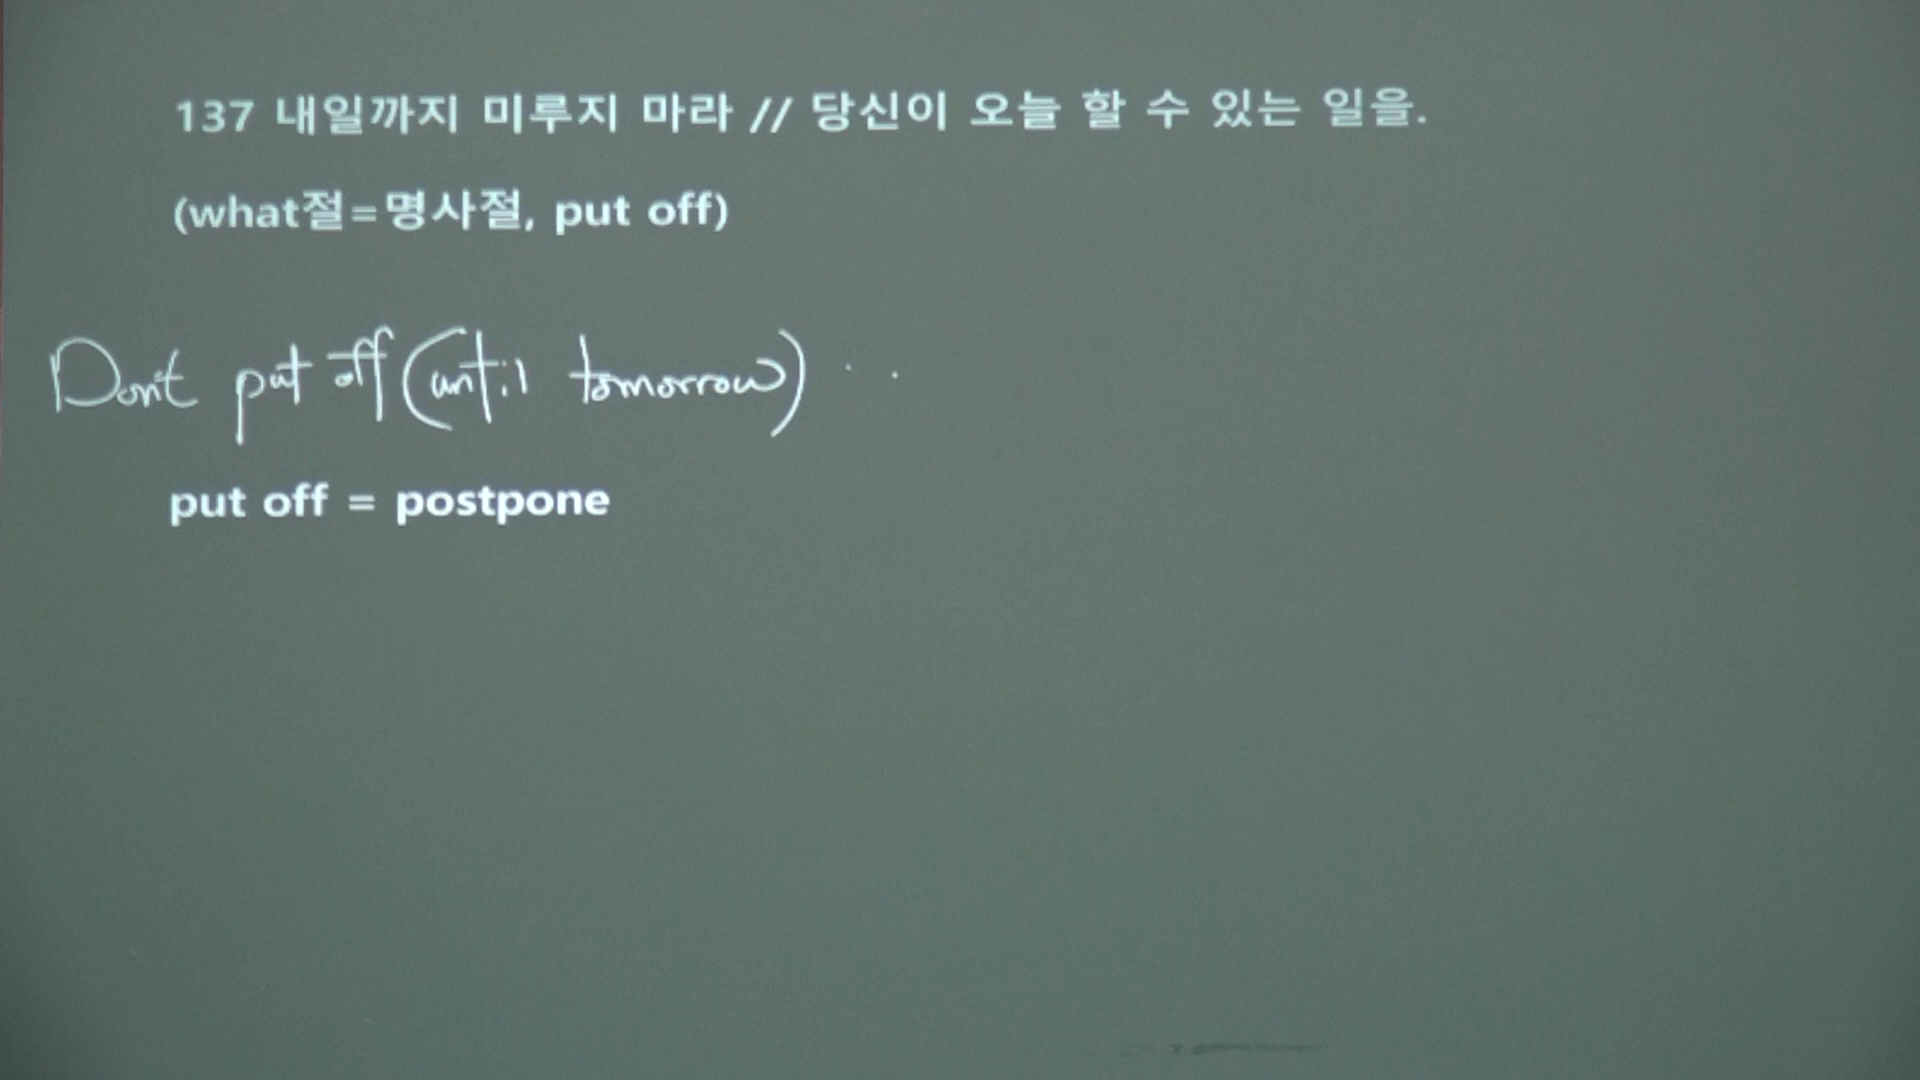 137 내일까지 미루지 마라 // 당신이 오늘 할 수 있는 일을.
(what절=명사절, put off)
Don't put off (until tomorrow) . .
put off = postpone